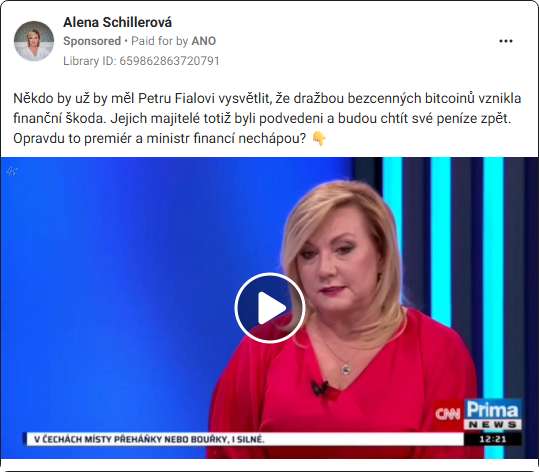 Alena Schillerová
Sponsored • Paid for by ANO
Library ID: 659862863720791
Někdo by už by měl Petru Fialovi vysvětlit, že dražbou bezcenných bitcoinů vznikla
finanční škoda. Jejich majitelé totiž byli podvedeni a budou chtít své peníze zpět.
Opravdu to premiér a ministr financí nechápou? 👇
CNN Prima
NEWS
V ČECHÁCH MÍSTY PŘEHÁŇKY NEBO BOUŘKY, I SILNÉ.
12:21